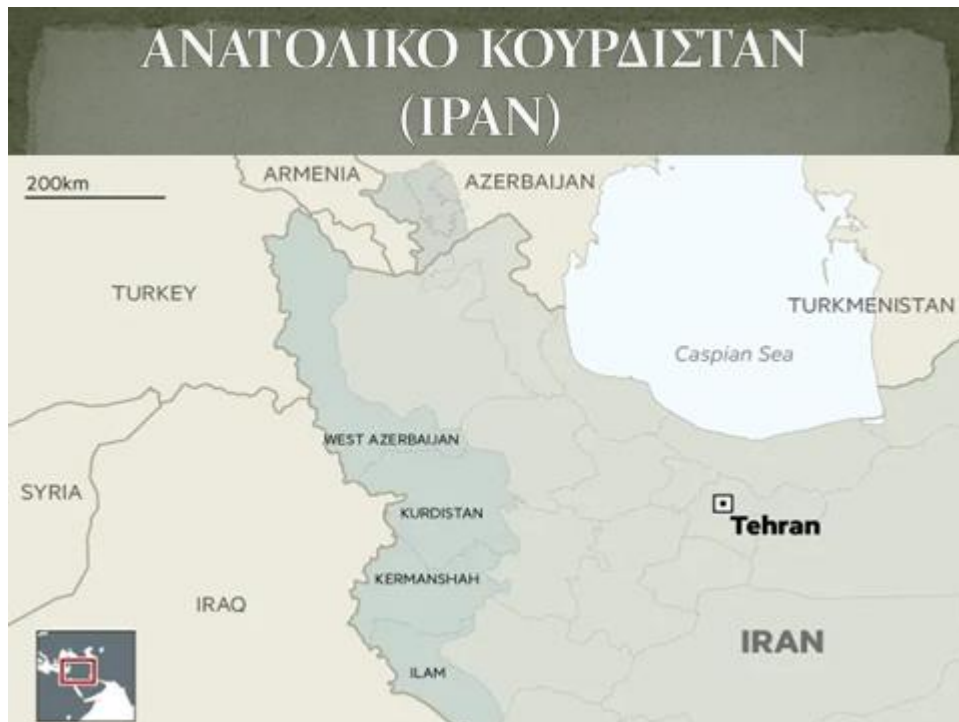 ΑΝΑΤΟΛΙΚΟ ΚΟΥΡΔΙΣΤΑΝ
(ΙΡΑΝ)
200km
ARMENIA
AZERBAIJAN
TURKEY
TURKMENISTAN
Caspian Sea
WEST AZERBAIJAN
SYRIA
KURDISTAN
Tehran
KERMANSHAH
IRAQ
IRAN
ILAM